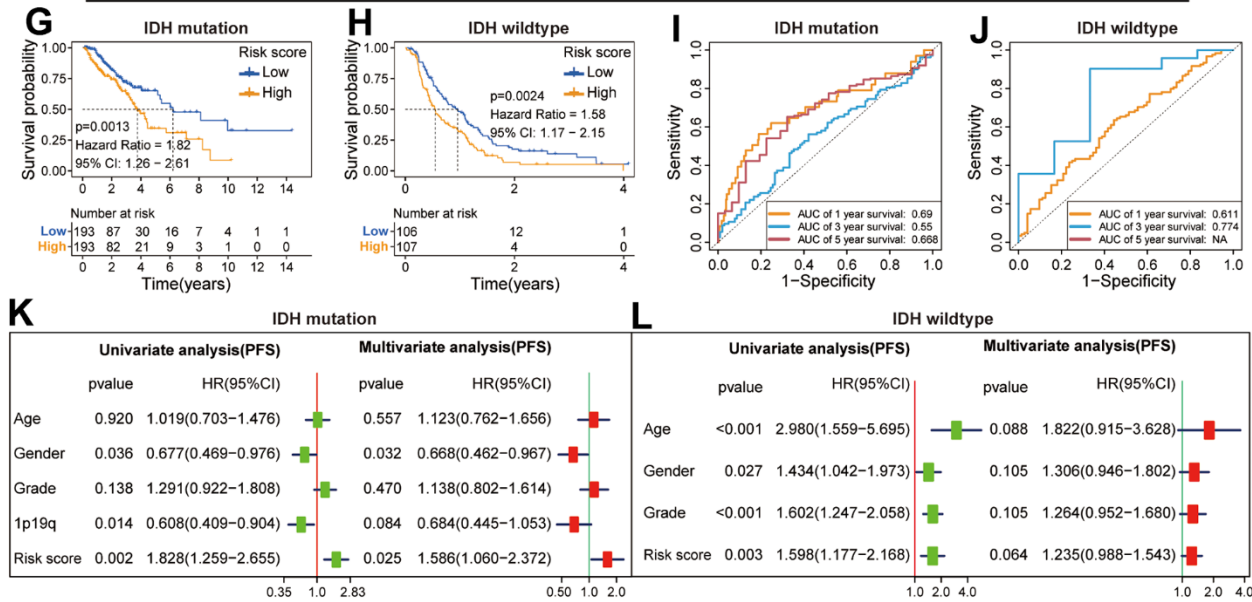 G
IDH mutation
Survival probability
1.00
0.75
0.50
0.25
0.00
Risk score
Low
High
p=0.0013
Hazard Ratio = 1.82
95% CI: 1.26 − 2.61
0 2 4 6 8 10 12 14
Number at risk
Low 193 87 30 16 7 4 1 1
High 193 82 21 9 3 1 0 0
0 2 4 6 8 10 12 14
Time(years)
H
IDH wildtype
Survival probability
1.00
0.75
0.50
0.25
0.00
Risk score
Low
High
p=0.0024
Hazard Ratio = 1.58
95% CI: 1.17 − 2.15
0 2 4
Number at risk
Low 106 12 1
High 107 4 0
0 2 4
Time(years)
I
IDH mutation
Sensitivity
1.0
0.8
0.6
0.4
0.2
0.0
AUC of 1 year survival: 0.69
AUC of 3 year survival: 0.55
AUC of 5 year survival: 0.668
0.0 0.2 0.4 0.6 0.8 1.0
1−Specificity
J
IDH wildtype
Sensitivity
1.0
0.8
0.6
0.4
0.2
0.0
AUC of 1 year survival: 0.611
AUC of 3 year survival: 0.774
AUC of 5 year survival: NA
0.0 0.2 0.4 0.6 0.8 1.0
1−Specificity
K
IDH mutation
Univariate analysis(PFS) Multivariate analysis(PFS)
pvalue HR(95%CI) pvalue HR(95%CI)
Age 0.920 1.019(0.703−1.476) 0.557 1.123(0.762−1.656)
Gender 0.036 0.677(0.469−0.976) 0.032 0.668(0.462−0.967)
Grade 0.138 1.291(0.922−1.808) 0.470 1.138(0.802−1.614)
1p19q 0.014 0.608(0.409−0.904) 0.084 0.684(0.445−1.053)
Risk score 0.002 1.828(1.259−2.655) 0.025 1.586(1.060−2.372)
0.35 1.0 2.83 0.50 1.0 2.0
L
IDH wildtype
Univariate analysis(PFS) Multivariate analysis(PFS)
pvalue HR(95%CI) pvalue HR(95%CI)
Age <0.001 2.980(1.559−5.695) 0.088 1.822(0.915−3.628)
Gender 0.027 1.434(1.042−1.973) 0.105 1.306(0.946−1.802)
Grade <0.001 1.602(1.247−2.058) 0.105 1.264(0.952−1.680)
Risk score 0.003 1.598(1.177−2.168) 0.064 1.235(0.988−1.543)
1.0 2.0 4.0 1.0 2.0 4.0